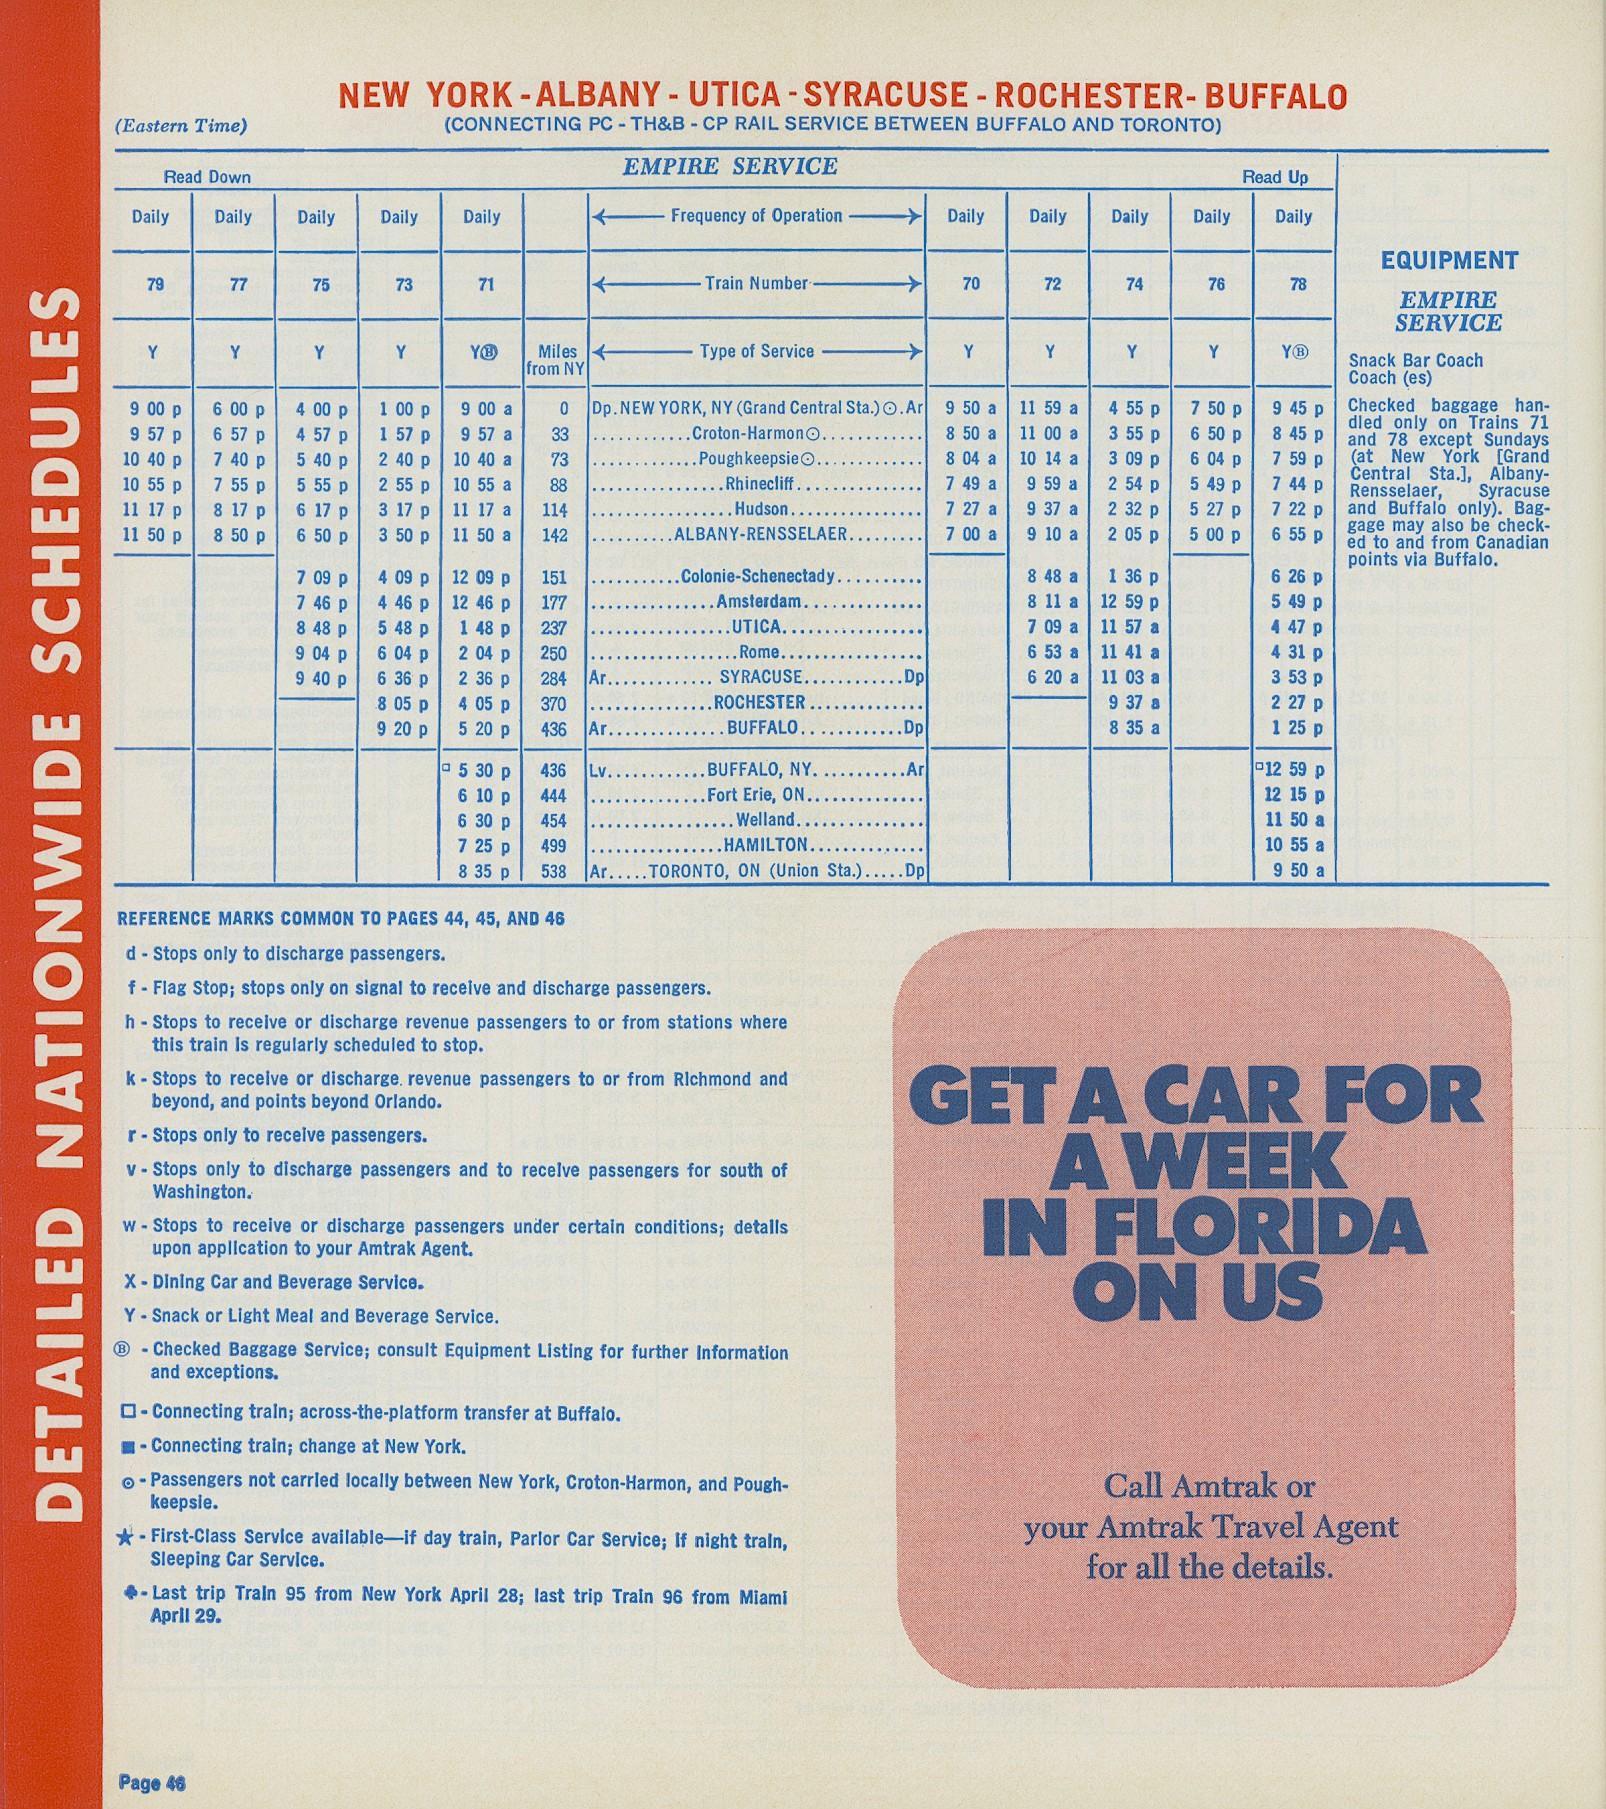 DETAILED NATIONWIDE SCHEDULES
NEW YORK - ALBANY - UTICA - SYRACUSE - ROCHESTER- BUFFALO
(Eastern Time) (CONNECTING PC - TH&B - CP RAIL SERVICE BETWEEN BUFFALO AND TORONTO)
Read Down EMPIRE SERVICE Read Up
Daily Daily Daily Daily Daily Frequency of Operation Daily Daily Daily Daily Daily
79 77 75 73 71 Train Number 70 72 74 76 78
Y Y Y Y YⒷ Miles from NY Type of Service Y Y Y Y YⒷ
9 00 p 6 00 p 4 00 p 1 00 p 9 00 a 0 Dp. NEW YORK, NY (Grand Central Sta.)⊙.Ar 9 50 a 11 59 a 4 55 p 7 50 p 9 45 p
9 57 p 6 57 p 4 57 p 1 57 p 9 57 a 33 Croton-Harmon⊙ 8 50 a 11 00 a 3 55 p 6 50 p 8 45 p
10 40 p 7 40 p 5 40 p 2 40 p 10 40 a 73 Poughkeepsie⊙ 8 04 a 10 14 a 3 09 p 6 04 p 7 59 p
10 55 p 7 55 p 5 55 p 2 55 p 10 55 a 88 Rhinecliff 7 49 a 9 59 a 2 54 p 5 49 p 7 44 p
11 17 p 8 17 p 6 17 p 3 17 p 11 17 a 114 Hudson 7 27 a 9 37 a 2 32 p 5 27 p 7 22 p
11 50 p 8 50 p 6 50 p 3 50 p 11 50 a 142 ALBANY-RENSSELAER 7 00 a 9 10 a 2 05 p 5 00 p 6 55 p
7 09 p 4 09 p 12 09 p 151 Colonie-Schenectady 8 48 a 1 36 p 6 26 p
7 46 p 4 46 p 12 46 p 177 Amsterdam 8 11 a 12 59 p 5 49 p
8 48 p 5 48 p 1 48 p 237 UTICA 7 09 a 11 57 a 4 47 p
9 04 p 6 04 p 2 04 p 250 Rome 6 53 a 11 41 a 4 31 p
9 40 p 6 36 p 2 36 p 284 Ar SYRACUSE Dp 6 20 a 11 03 a 3 53 p
8 05 p 4 05 p 370 ROCHESTER 9 37 a 2 27 p
9 20 p 5 20 p 436 Ar BUFFALO Dp 8 35 a 1 25 p
□ 5 30 p 436 Lv BUFFALO, NY. Ar □12 59 p
6 10 p 444 Fort Erie, ON 12 15 p
6 30 p 454 Welland 11 50 a
7 25 p 499 HAMILTON 10 55 a
8 35 p 538 Ar TORONTO, ON (Union Sta.) Dp 9 50 a
EQUIPMENT
EMPIRE
SERVICE
Snack Bar Coach
Coach (es)
Checked baggage han-
dled only on Trains 71
and 78 except Sundays
(at New York [Grand
Central Sta.], Albany-
Rensselaer, Syracuse
and Buffalo only). Bag-
gage may also be check-
ed to and from Canadian
points via Buffalo.
REFERENCE MARKS COMMON TO PAGES 44, 45, AND 46
d - Stops only to discharge passengers.
f - Flag Stop; stops only on signal to receive and discharge passengers.
h - Stops to receive or discharge revenue passengers to or from stations where
this train is regularly scheduled to stop.
k - Stops to receive or discharge. revenue passengers to or from Richmond and
beyond, and points beyond Orlando.
r - Stops only to receive passengers.
v - Stops only to discharge passengers and to receive passengers for south of
Washington.
w - Stops to receive or discharge passengers under certain conditions; details
upon application to your Amtrak Agent.
X - Dining Car and Beverage Service.
Y - Snack or Light Meal and Beverage Service.
Ⓑ - Checked Baggage Service; consult Equipment Listing for further Information
and exceptions.
□ - Connecting train; across-the-platform transfer at Buffalo.
■ - Connecting train; change at New York.
⊙ - Passengers not carried locally between New York, Croton-Harmon, and Pough-
keepsie.
★ - First-Class Service available—if day train, Parlor Car Service; if night train,
Sleeping Car Service.
♣ - Last trip Train 95 from New York April 28; last trip Train 96 from Miami
April 29.
GET A CAR FOR
A WEEK
IN FLORIDA
ON US
Call Amtrak or
your Amtrak Travel Agent
for all the details.
Page 46